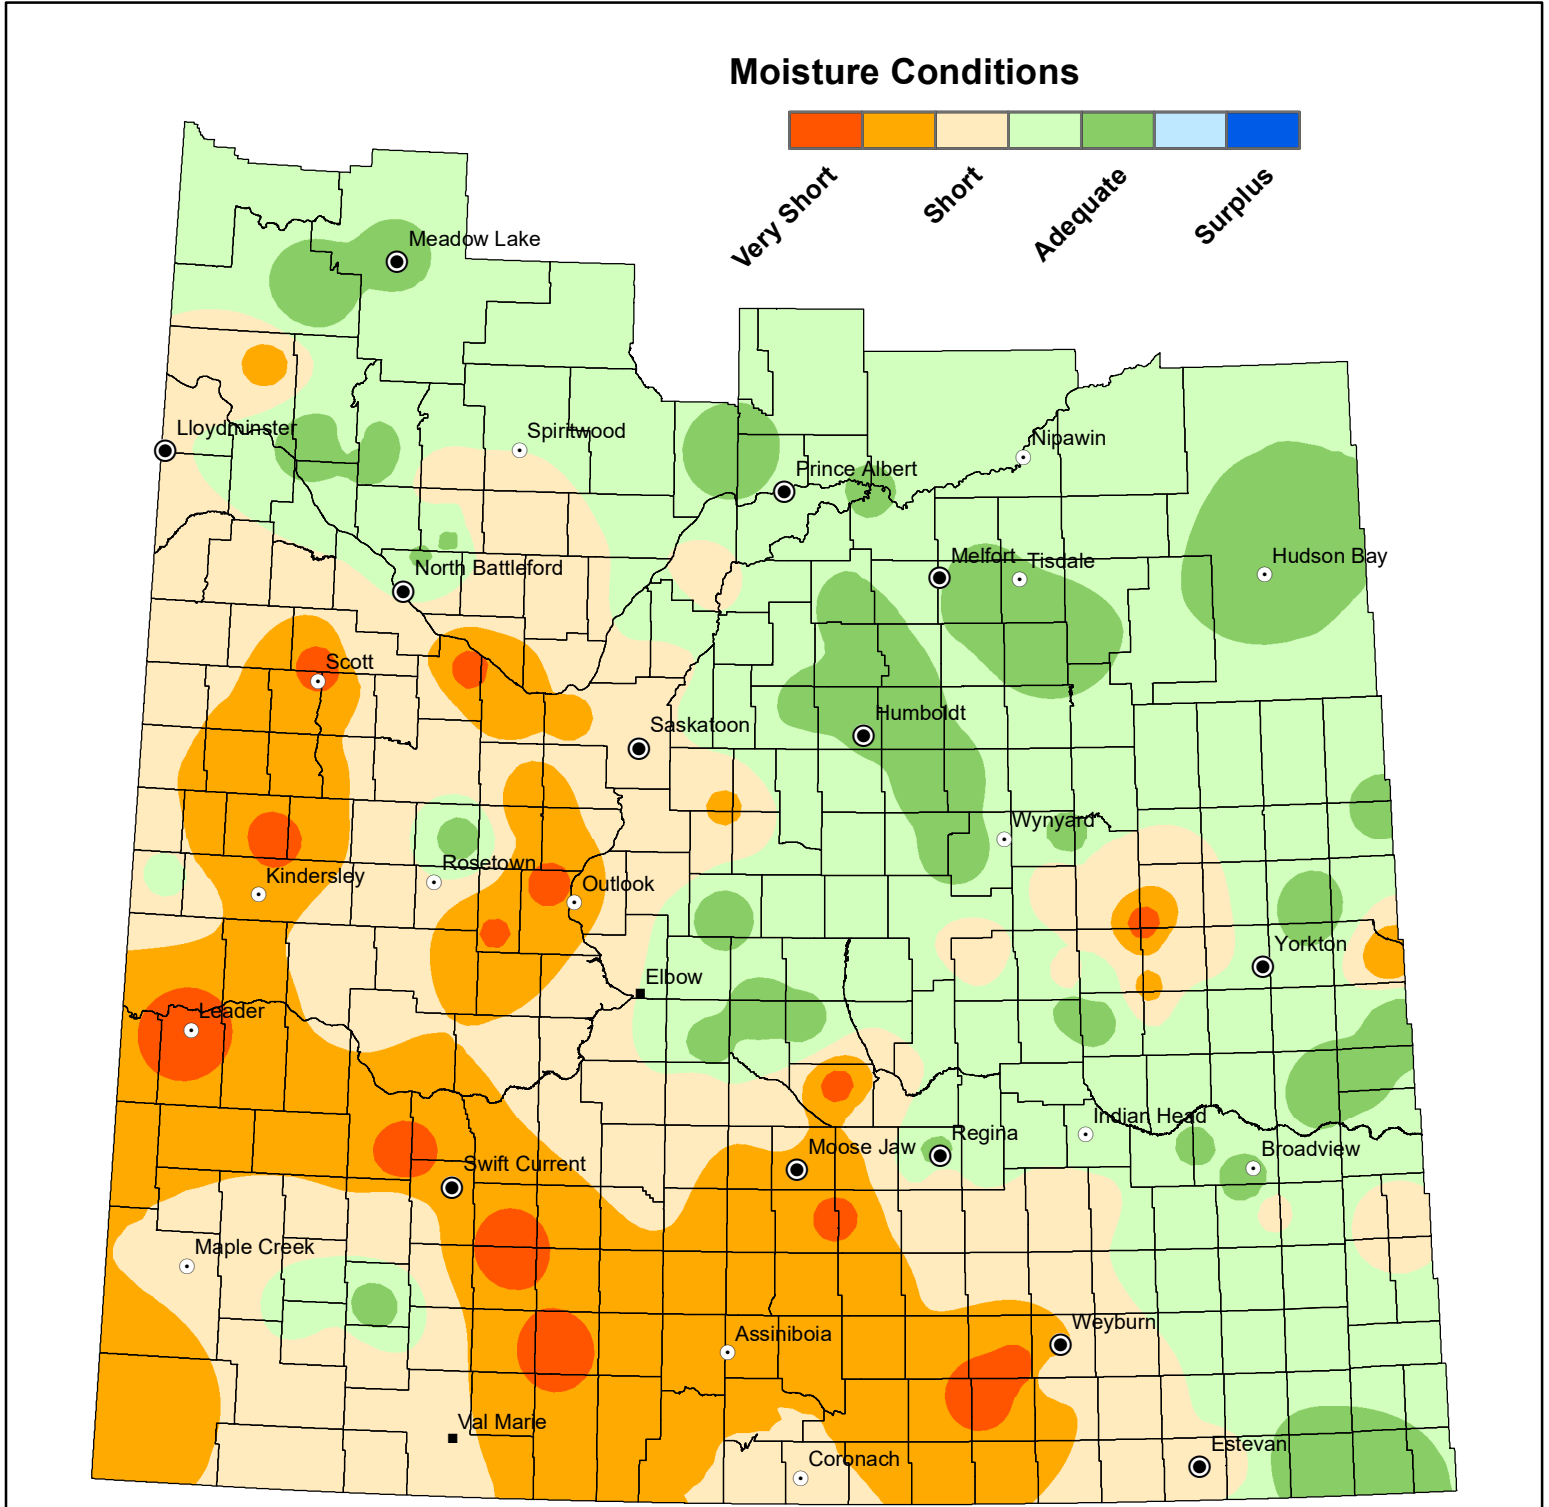 Moisture Conditions
Very Short
Short
Adequate
Surplus
Meadow Lake
Lloydminster
Spiritwood
Nipawin
Prince Albert
Melfort
Tisdale
Hudson Bay
North Battleford
Scott
Saskatoon
Humboldt
Wynyard
Rosetown
Kindersley
Outlook
Yorkton
Elbow
Leader
Indian Head
Regina
Moose Jaw
Broadview
Swift Current
Maple Creek
Weyburn
Assiniboia
Val Marie
Estevan
Coronach